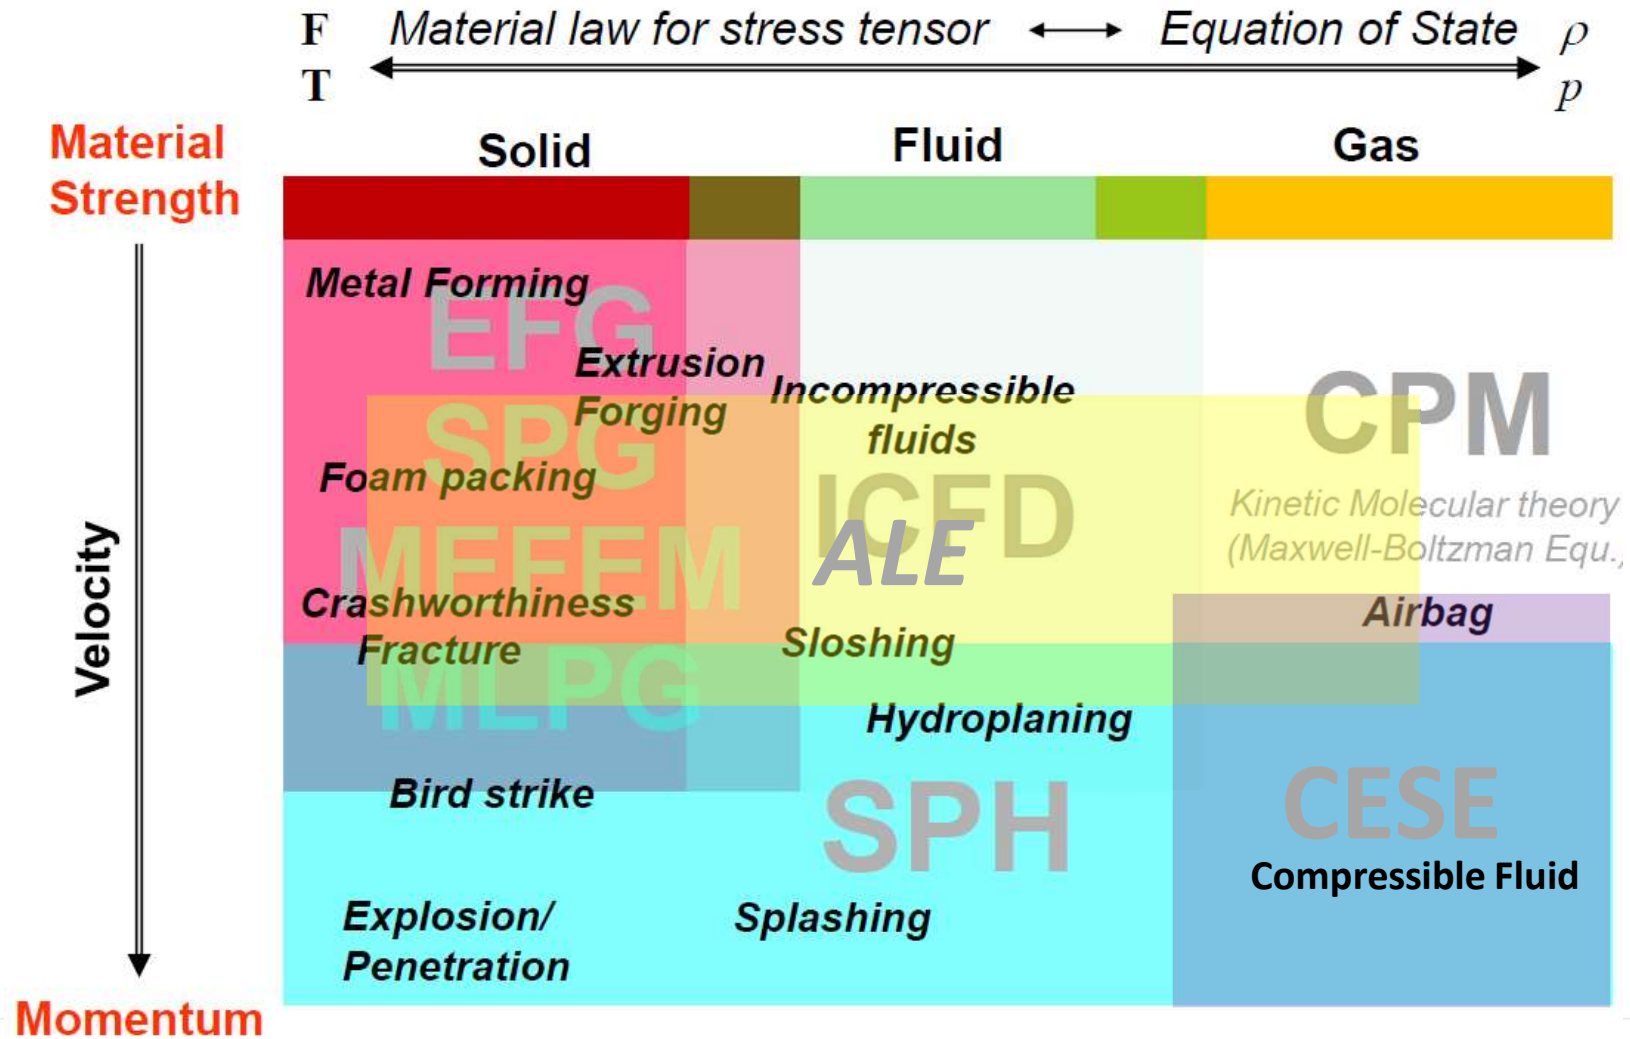 F Material law for stress tensor Equation of State ρ
T p
Material
Strength
Solid Fluid Gas
Metal Forming
EFG
Extrusion
Forging
SPG
Foam packing
MEFEM
Crashworthiness
Fracture
MLPG
Bird strike
Explosion/
Penetration
Incompressible
fluids
ICFD
ALE
Sloshing
Hydroplaning
SPH
Splashing
CPM
Kinetic Molecular theory
(Maxwell-Boltzman Equ.)
Airbag
CESE
Compressible Fluid
Velocity
Momentum